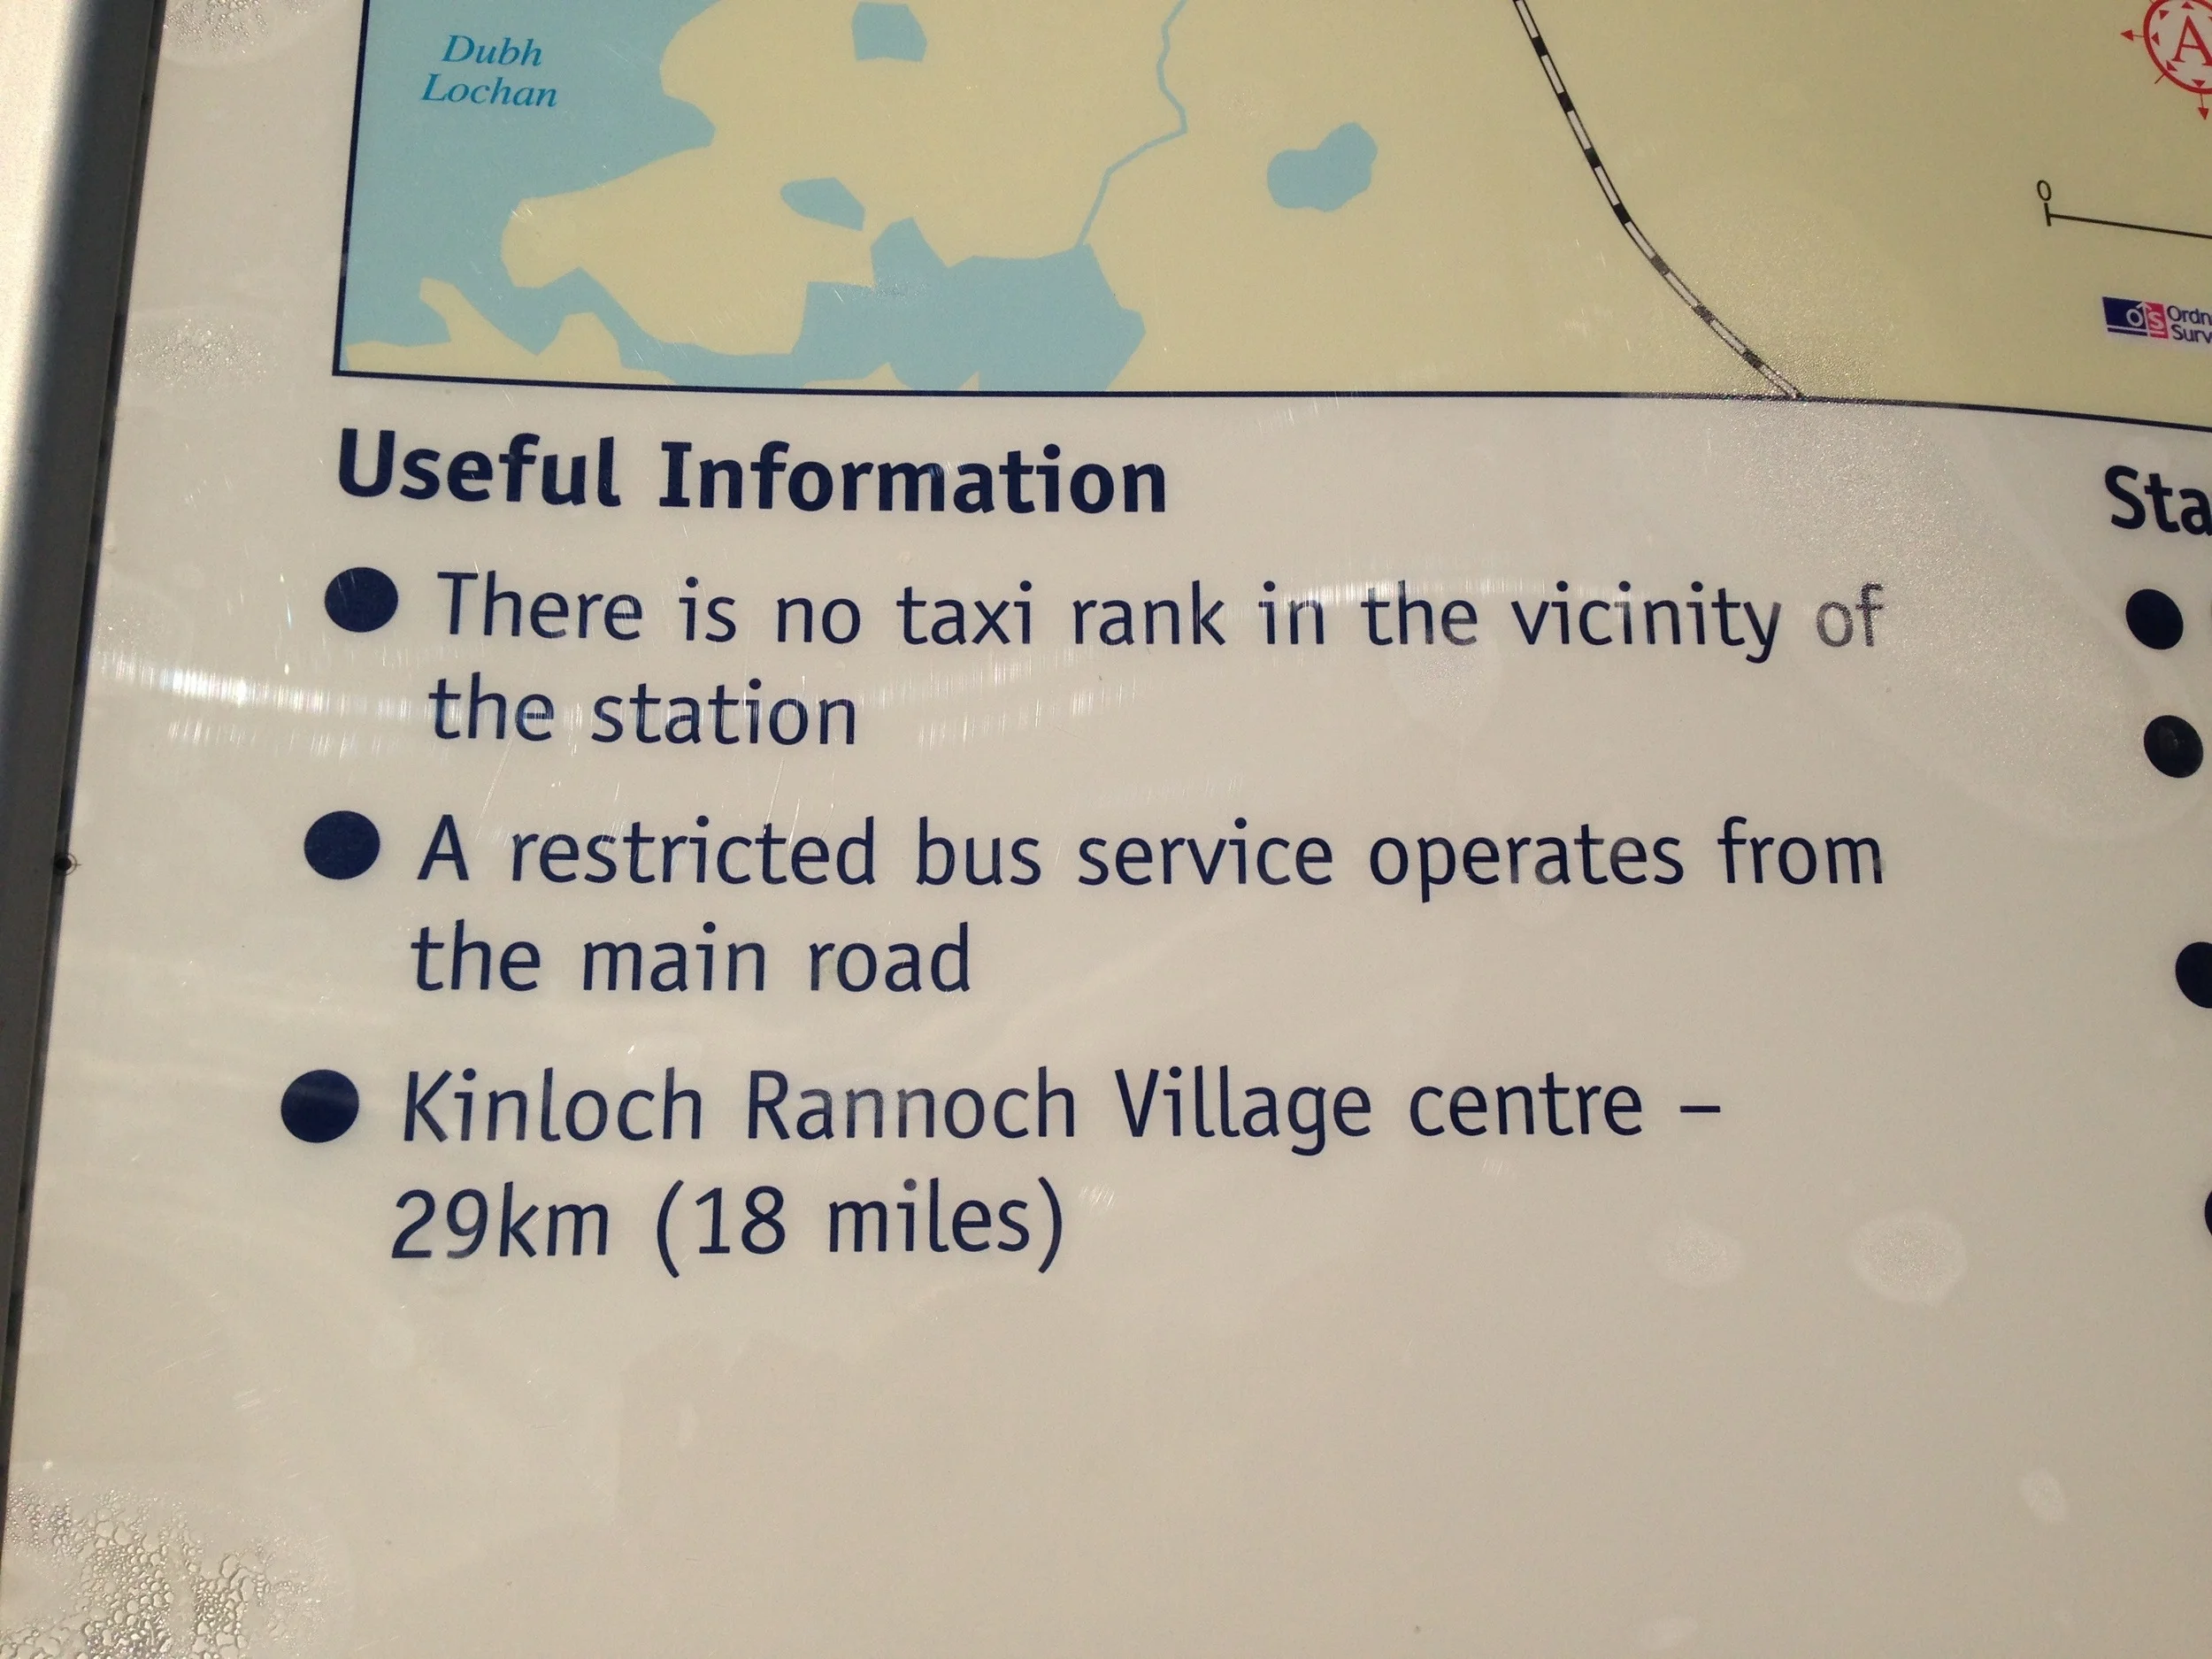 Dubh
Lochan
A
0
Useful Information
There is no taxi rank in the vicinity of
the station
A restricted bus service operates from
the main road
Kinloch Rannoch Village centre –
29km (18 miles)